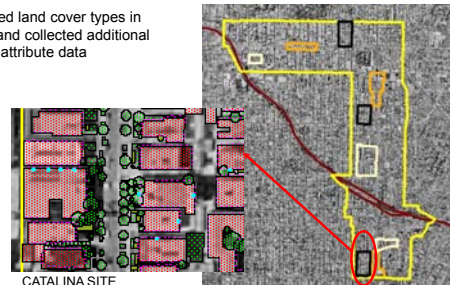 ed land cover types in
and collected additional
attribute data
CATALINA SITE